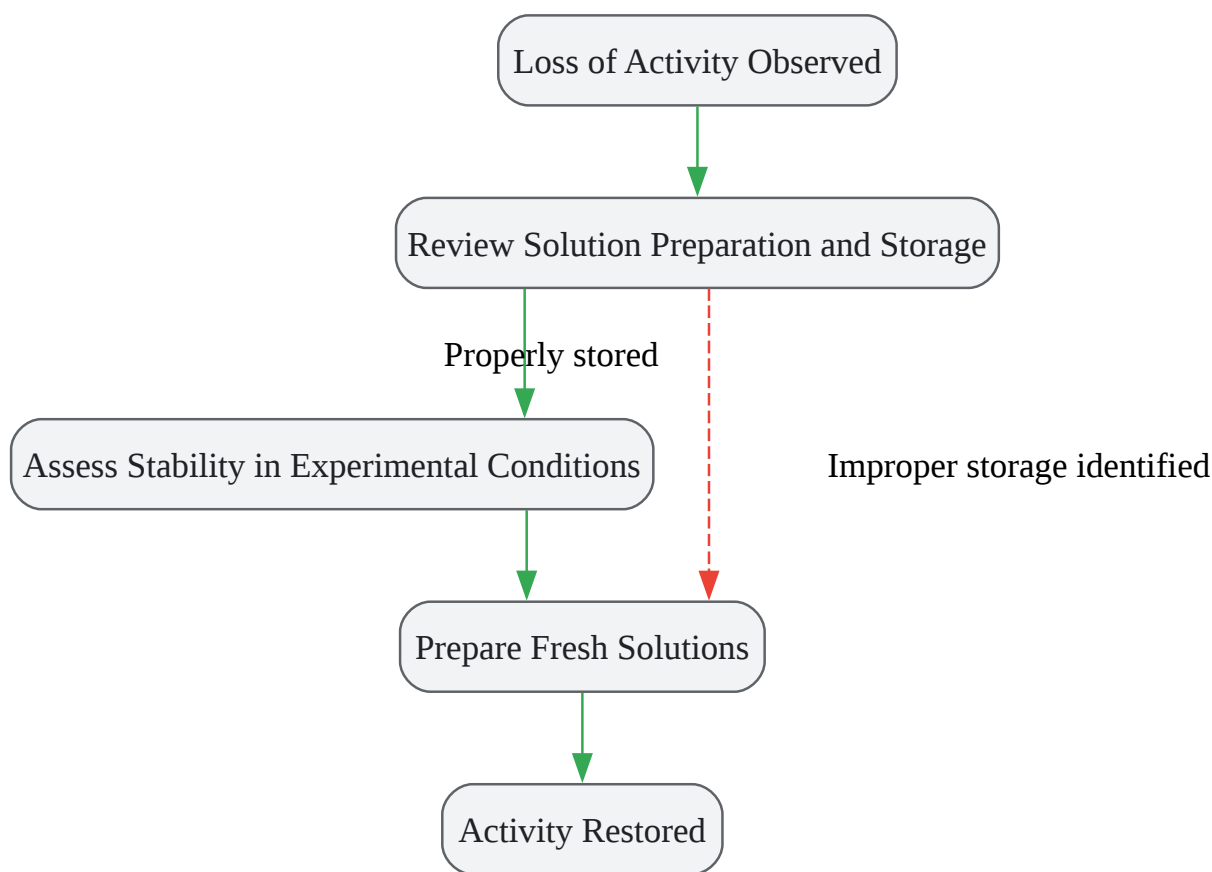 Loss of Activity Observed
Review Solution Preparation and Storage
Properly stored
Assess Stability in Experimental Conditions
Improper storage identified
Prepare Fresh Solutions
Activity Restored